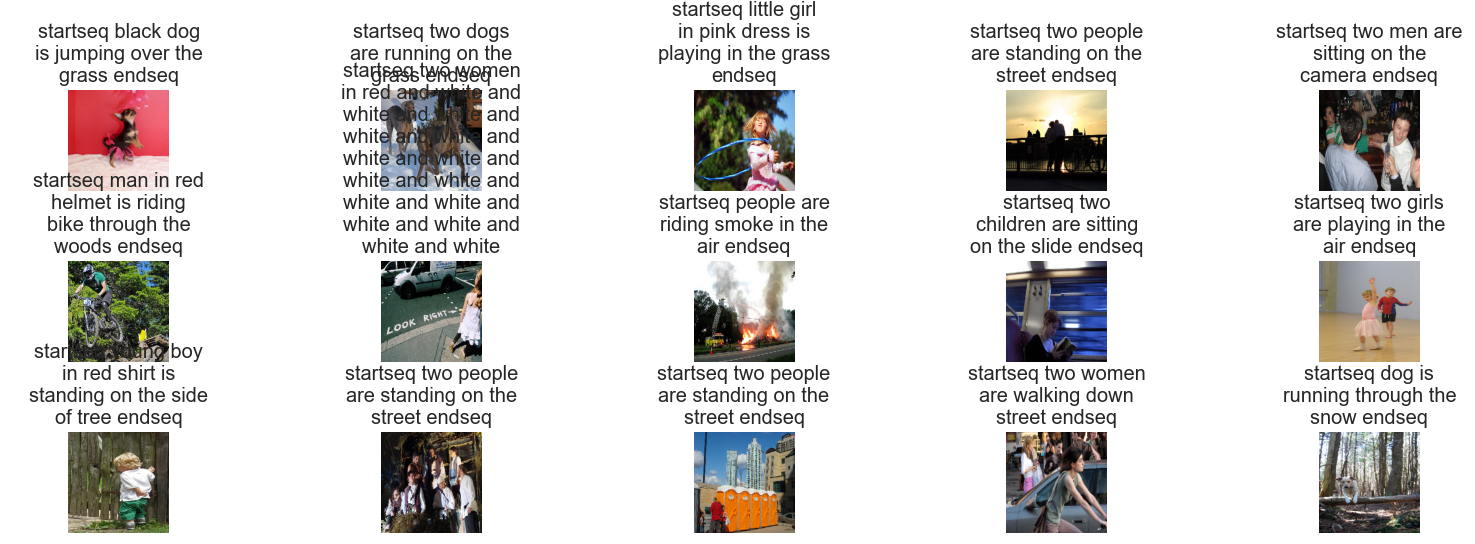 startseq black dog
is jumping over the
grass endseq
startseq two dogs
are running on the
grass endseq
startseq little girl
in pink dress is
playing in the grass
endseq
startseq two people
are standing on the
street endseq
startseq two men are
sitting on the
camera endseq
startseq man in red
helmet is riding
bike through the
woods endseq
startseq two women
in red and white and
white and white and
white and white and
white and white and
white and white and
white and white and
white and white and
white and white
LOOK RIGHT→
startseq people are
riding smoke in the
air endseq
startseq two
children are sitting
on the slide endseq
startseq two girls
are playing in the
air endseq
startseq young boy
in red shirt is
standing on the side
of tree endseq
startseq two people
are standing on the
street endseq
startseq two people
are standing on the
street endseq
startseq two women
are walking down
street endseq
startseq dog is
running through the
snow endseq